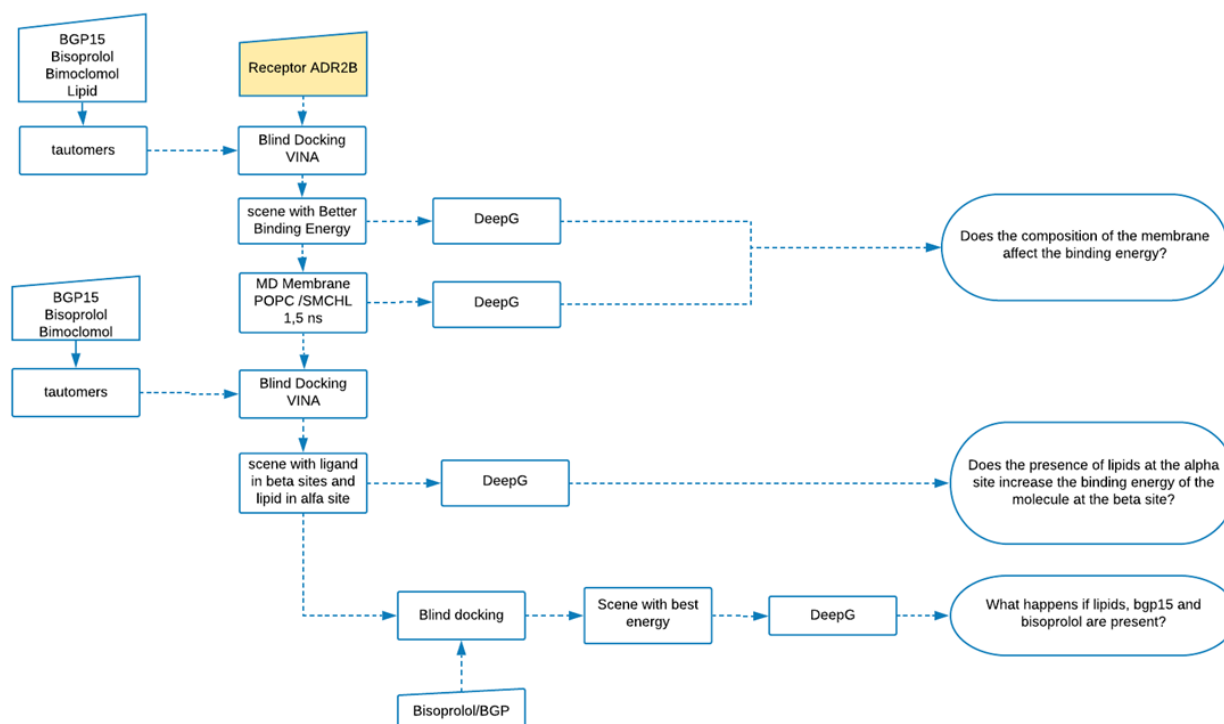 BGP15
Bisoprolol
Bimoclomol
Lipid
Receptor ADR2B
tautomers
Blind Docking
VINA
scene with Better
Binding Energy
DeepG
Does the composition of the membrane
affect the binding energy?
MD Membrane
POPC /SMCHL
1,5 ns
DeepG
BGP15
Bisoprolol
Bimoclomol
tautomers
Blind Docking
VINA
scene with ligand
in beta sites and
lipid in alfa site
DeepG
Does the presence of lipids at the alpha
site increase the binding energy of the
molecule at the beta site?
Blind docking
Scene with best
energy
DeepG
What happens if lipids, bgp15 and
bisoprolol are present?
Bisoprolol/BGP